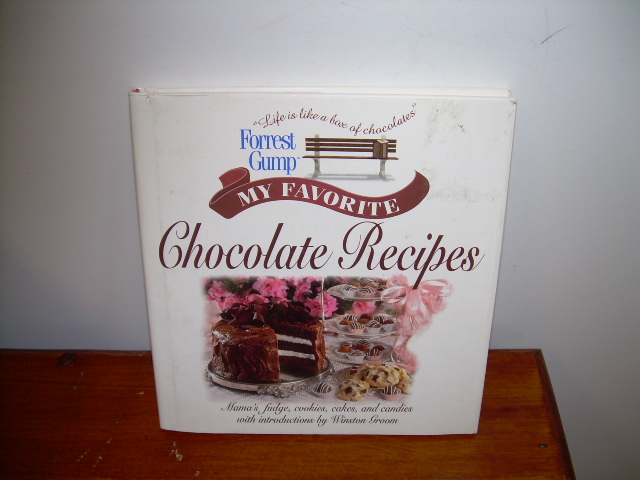 "Life is like a box of chocolates"
Forrest
Gump
MY FAVORITE
Chocolate Recipes
Mama's, fudge, cookies, cakes, and candies
with introductions by Winston Groom